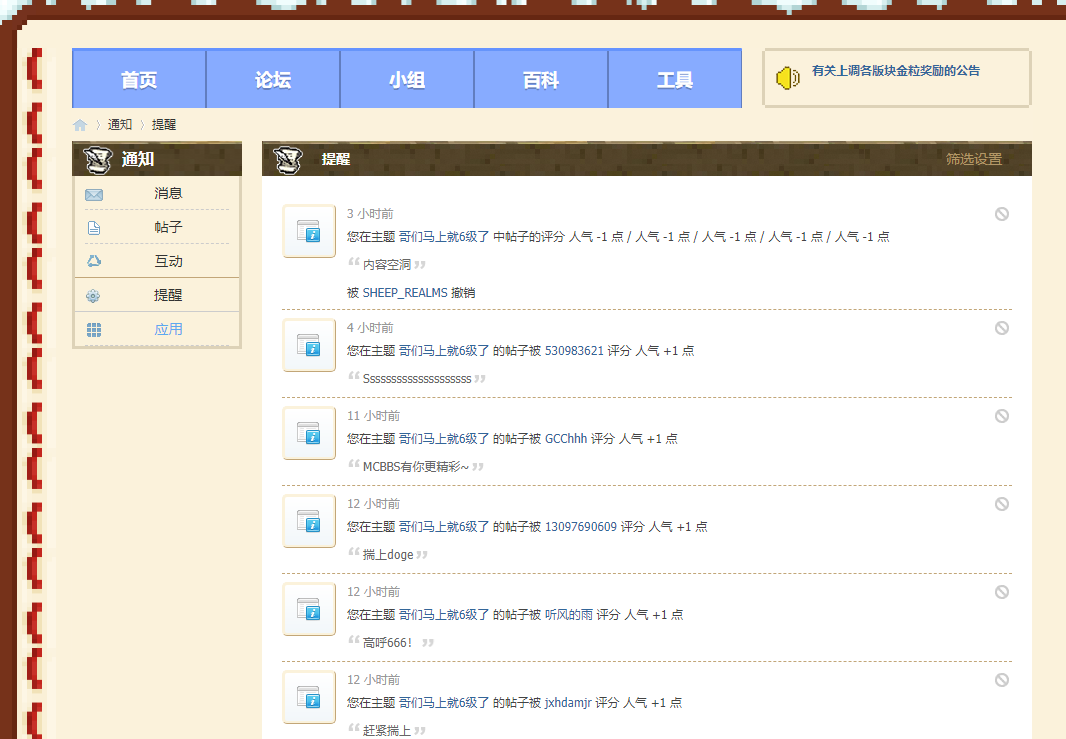 首页 论坛 小组 百科 工具
有关上调各版块金粒奖励的公告
通知 提醒
通知
消息
帖子
互动
提醒
应用
提醒 筛选设置
3 小时前
您在主题 哥们马上就6级了 中帖子的评分 人气 -1 点 / 人气 -1 点 / 人气 -1 点 / 人气 -1 点 / 人气 -1 点
“ 内容空洞 ”
被 SHEEP_REALMS 撤销
4 小时前
您在主题 哥们马上就6级了 的帖子被 530983621 评分 人气 +1 点
“ Ssssssssssssssssssss ”
11 小时前
您在主题 哥们马上就6级了 的帖子被 GCChhh 评分 人气 +1 点
“ MCBBS有你更精彩~ ”
12 小时前
您在主题 哥们马上就6级了 的帖子被 13097690609 评分 人气 +1 点
“ 揣上doge ”
12 小时前
您在主题 哥们马上就6级了 的帖子被 听风的雨 评分 人气 +1 点
“ 高呼666！ ”
12 小时前
您在主题 哥们马上就6级了 的帖子被 jxhdamjr 评分 人气 +1 点
“ 赶紧揣上 ”